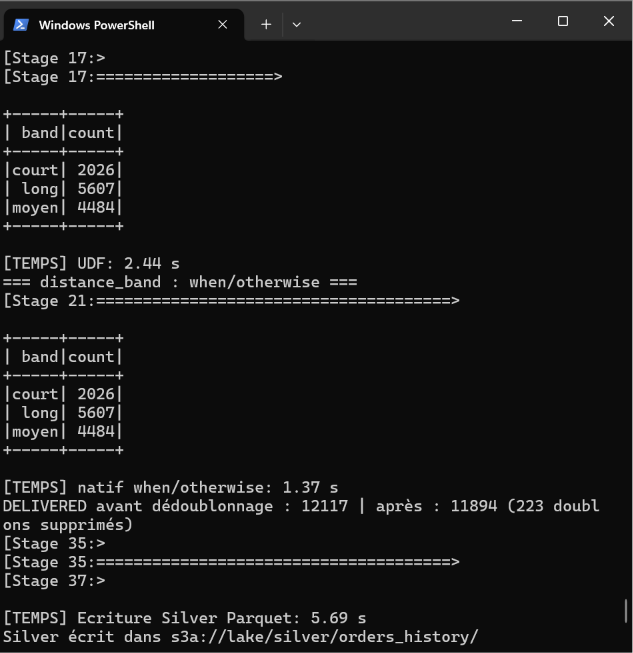 Windows PowerShell
[Stage 17:>
[Stage 17:===================>
+-----+-----+
| band|count|
+-----+-----+
|court| 2026|
| long| 5607|
|moyen| 4484|
+-----+-----+
[TEMPS] UDF: 2.44 s
=== distance_band : when/otherwise ===
[Stage 21:======================================>
+-----+-----+
| band|count|
+-----+-----+
|court| 2026|
| long| 5607|
|moyen| 4484|
+-----+-----+
[TEMPS] natif when/otherwise: 1.37 s
DELIVERED avant dédoublonnage : 12117 | après : 11894 (223 doubl
ons supprimés)
[Stage 35:>
[Stage 35:======================================>
[Stage 37:>
[TEMPS] Ecriture Silver Parquet: 5.69 s
Silver écrit dans s3a://lake/silver/orders_history/